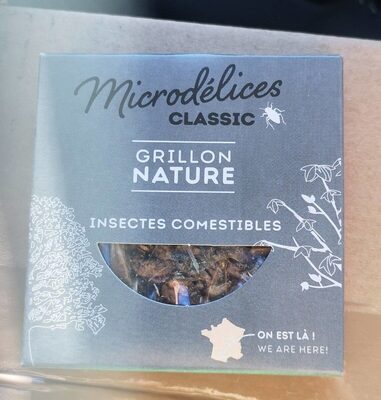 Microdélices
CLASSIC
GRILLON
NATURE
INSECTES COMESTIBLES
ON EST LÀ !
WE ARE HERE!